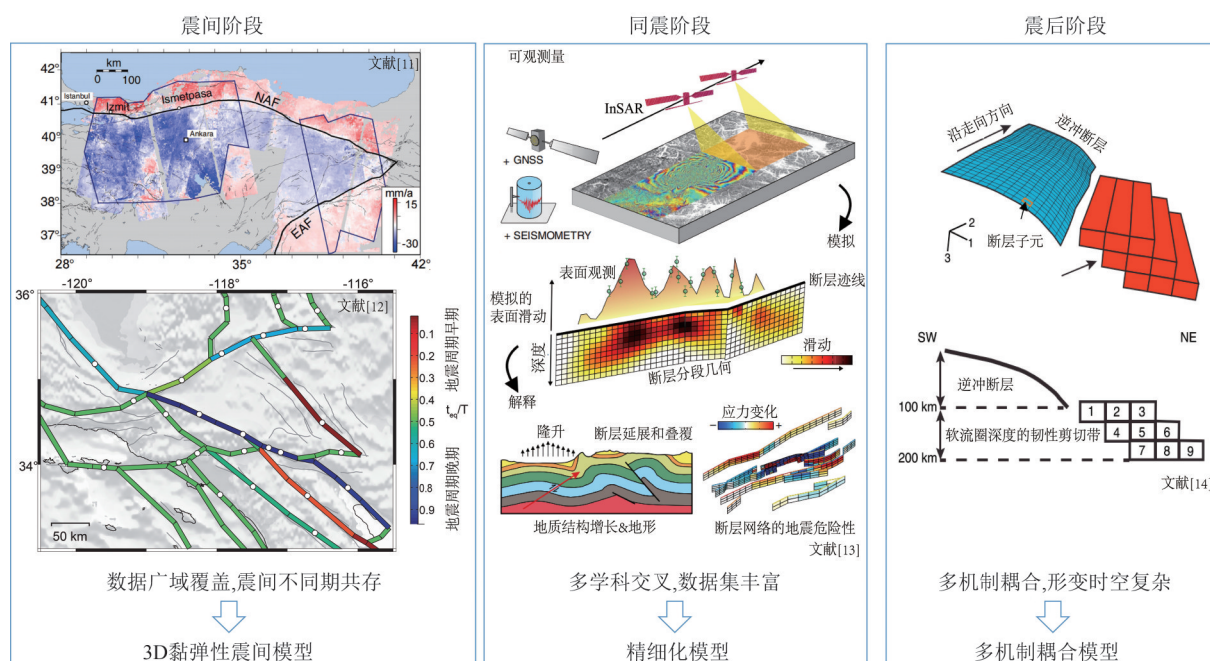 震间阶段
km
0 100
文献[11]
42°
41°
40°
39°
38°
37°
Istanbul
Izmit
Ismetpasa
NAF
Ankara
EAF
mm/a
15
-30
28°
35°
42°
-120°
-118°
-116°
36°
34°
文献[12]
0.1
0.2
0.3
0.4
0.5
0.6
0.7
0.8
0.9
地震周期早期
teq/T
地震周期晚期
50 km
数据广域覆盖,震间不同期共存
3D黏弹性震间模型
同震阶段
可观测量
InSAR
+ GNSS
+ SEISMOMETRY
模拟
表面观测
断层迹线
模拟的
表面滑动
深度
滑动
断层分段几何
解释
隆升
断层延展和叠覆
应力变化
− +
地质结构增长&地形
断层网络的地震危险性
文献[13]
多学科交叉,数据集丰富
精细化模型
震后阶段
沿走向方向
逆冲断层
断层子元
2
1
3
SW
NE
逆冲断层
100 km
1 2 3
软流圈深度的韧性剪切带
4 5 6
7 8 9
200 km
文献[14]
多机制耦合,形变时空复杂
多机制耦合模型